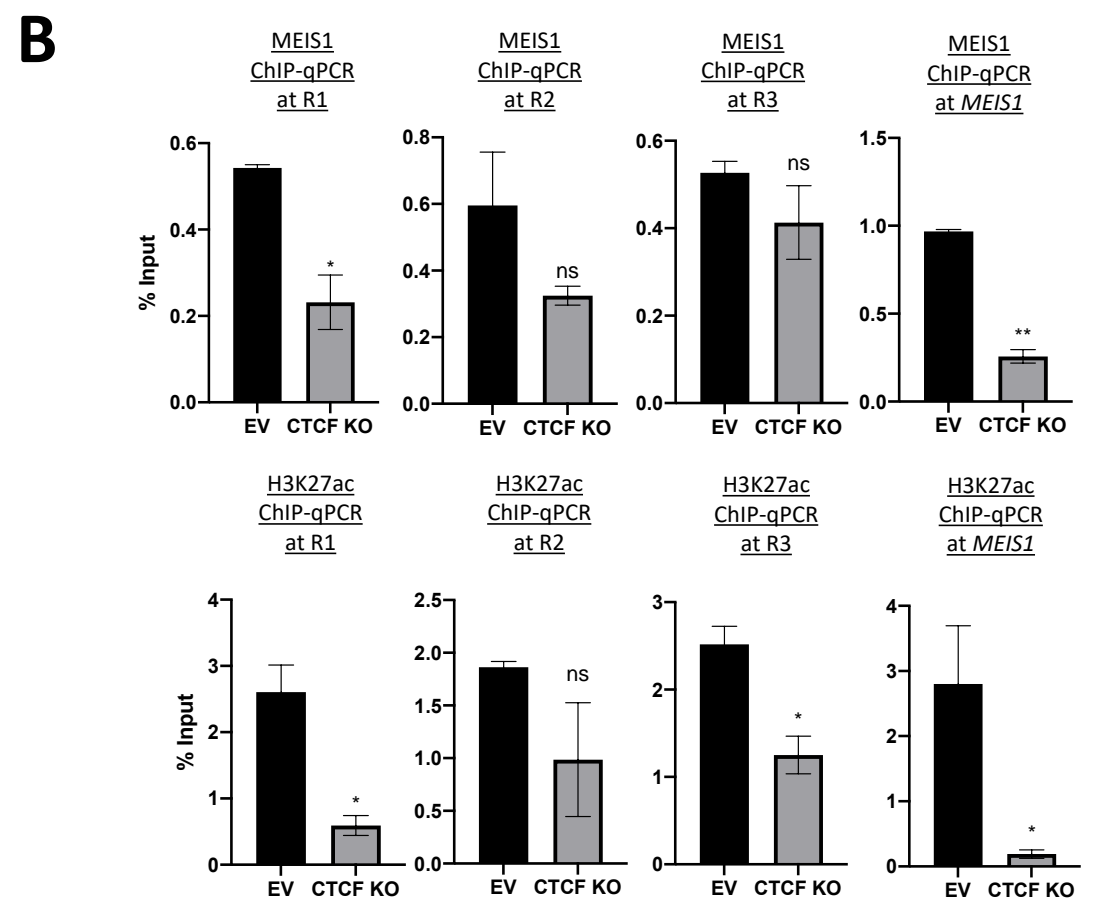 B
MEIS1
ChIP-qPCR
at R1
MEIS1
ChIP-qPCR
at R2
MEIS1
ChIP-qPCR
at R3
MEIS1
ChIP-qPCR
at MEIS1
% Input
0.6
0.4
0.2
0.0
*
EV CTCF KO
0.8
0.6
0.4
0.2
0.0
ns
EV CTCF KO
0.6
0.4
0.2
0.0
ns
EV CTCF KO
1.5
1.0
0.5
0.0
**
EV CTCF KO
H3K27ac
ChIP-qPCR
at R1
H3K27ac
ChIP-qPCR
at R2
H3K27ac
ChIP-qPCR
at R3
H3K27ac
ChIP-qPCR
at MEIS1
% Input
4
3
2
1
0
*
EV CTCF KO
2.5
2.0
1.5
1.0
0.5
0.0
ns
EV CTCF KO
3
2
1
0
*
EV CTCF KO
4
3
2
1
0
*
EV CTCF KO